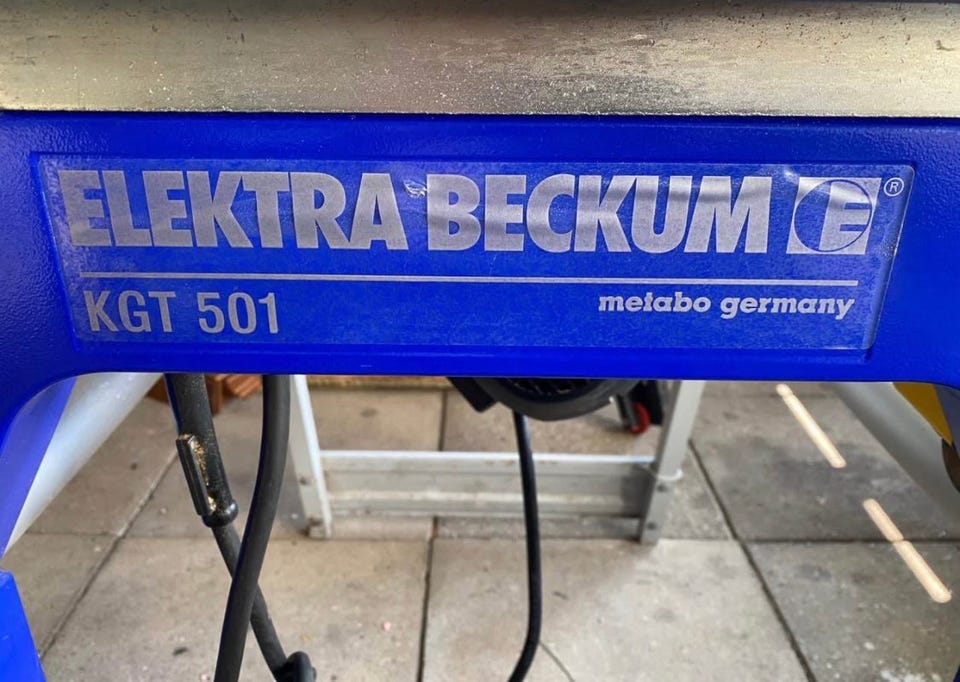 ELEKTRA BECKUM E ®
KGT 501
metabo germany